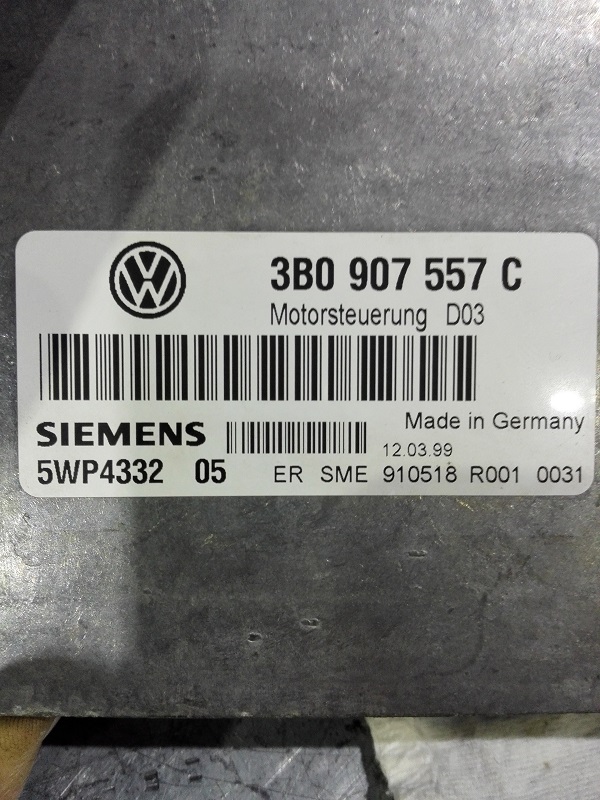 3B0 907 557 C
Motorsteuerung D03
Made in Germany
SIEMENS
12.03.99
5WP4332 05 ER SME 910518 R001 0031